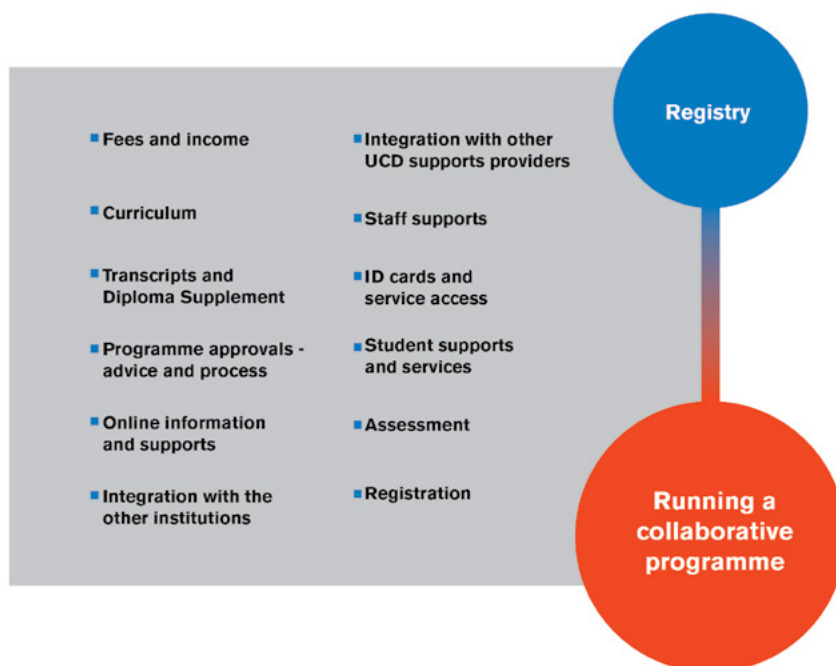 Registry
Fees and income
Curriculum
Transcripts and
Diploma Supplement
Programme approvals -
advice and process
Online information
and supports
Integration with the
other institutions
Integration with other
UCD supports providers
Staff supports
ID cards and
service access
Student supports
and services
Assessment
Registration
Running a
collaborative
programme